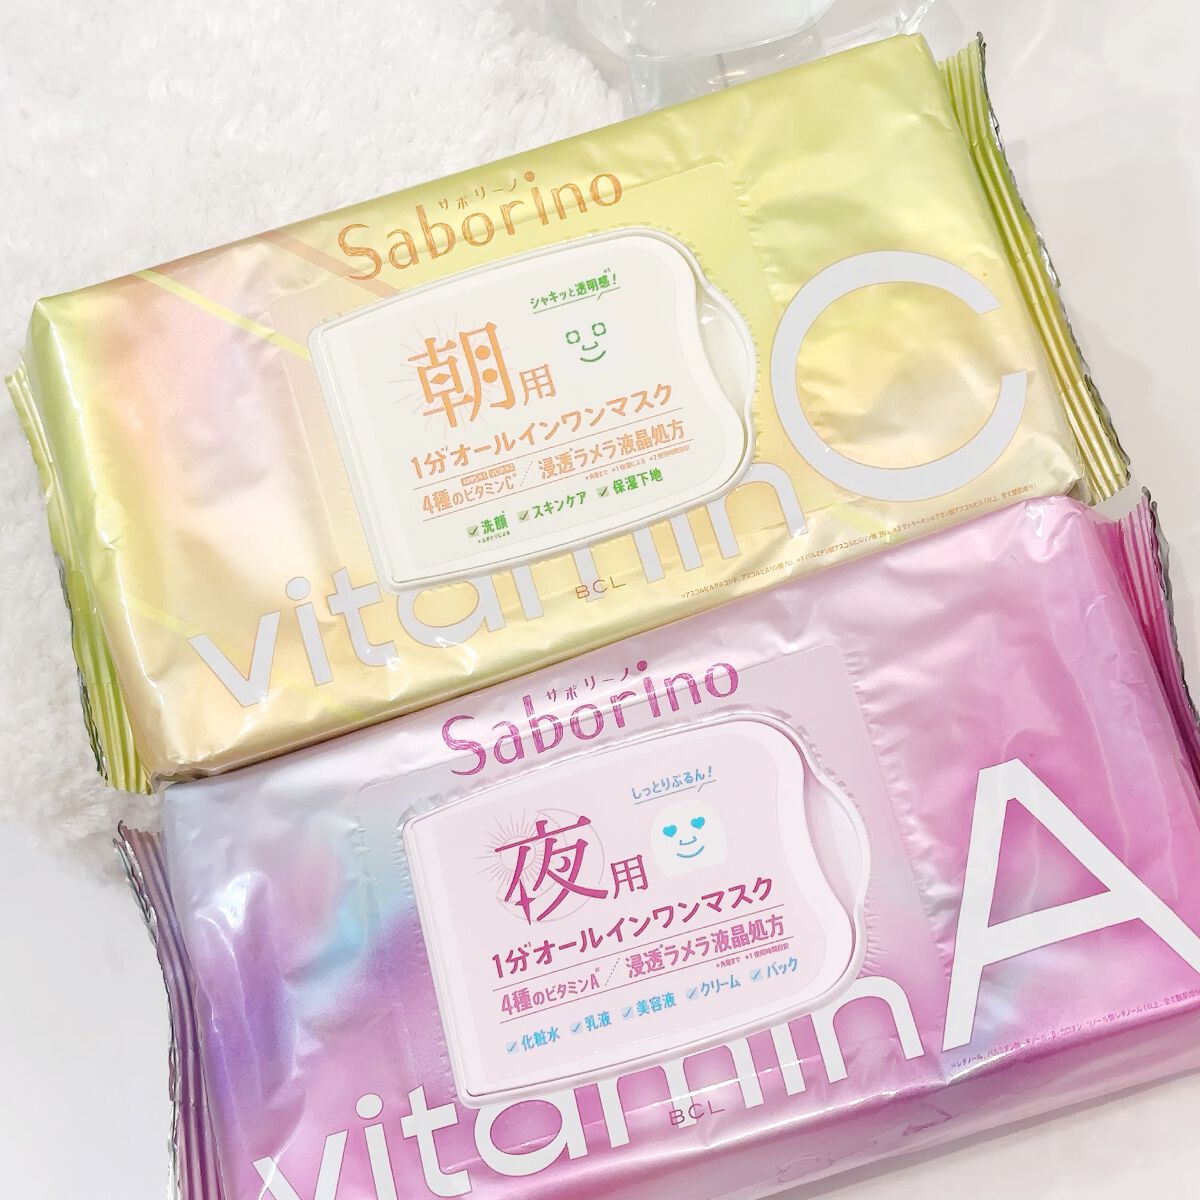 サボリーノ
Saborino
シャキッと透明感!
※1
朝用
1分オールインワンマスク
4種のビタミンC / 浸透ラメラ液晶処方
✓洗顔 ✓スキンケア ✓保湿下地
vitamin C
BCL
サボリーノ
Saborino
しっとりぷるん!
夜用
1分オールインワンマスク
4種のビタミンA / 浸透ラメラ液晶処方
✓化粧水 ✓乳液 ✓美容液 ✓クリーム ✓パック
vitamin A
BCL